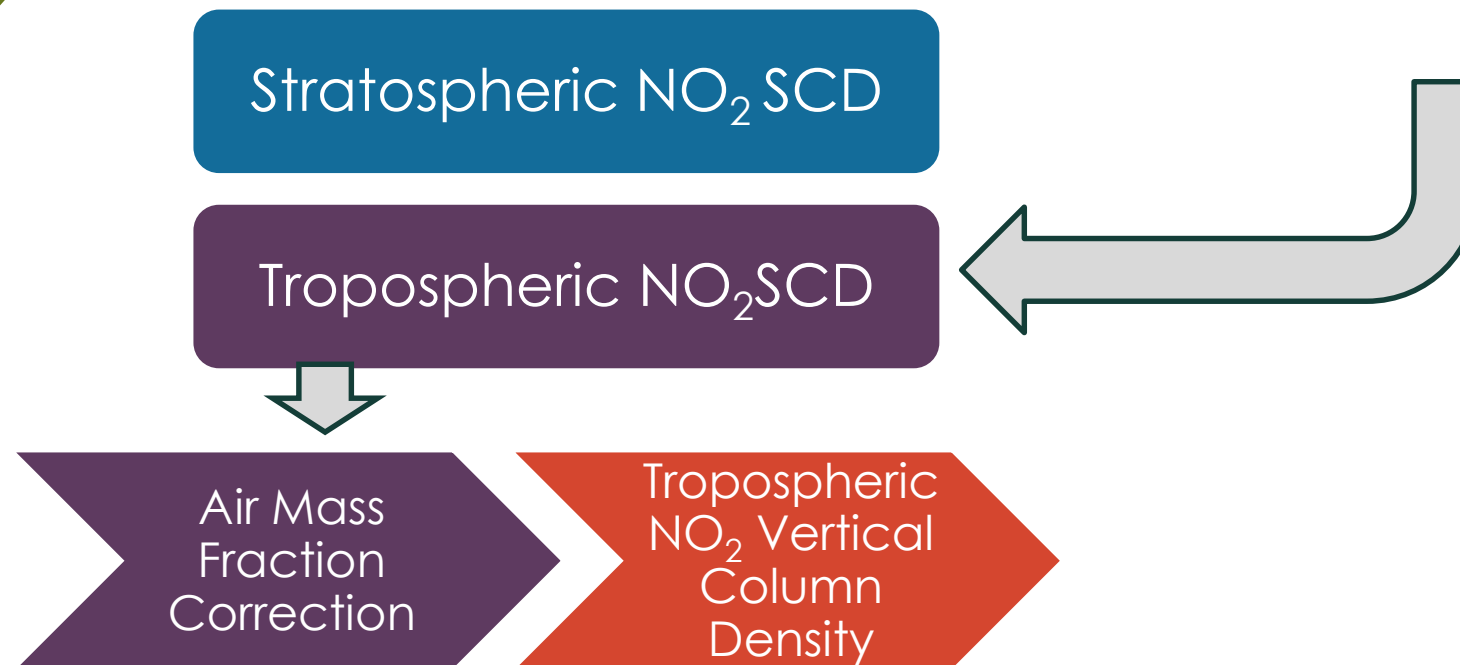 Stratospheric NO₂ SCD
Tropospheric NO₂SCD
Air Mass
Fraction
Correction
Tropospheric
NO₂ Vertical
Column
Density